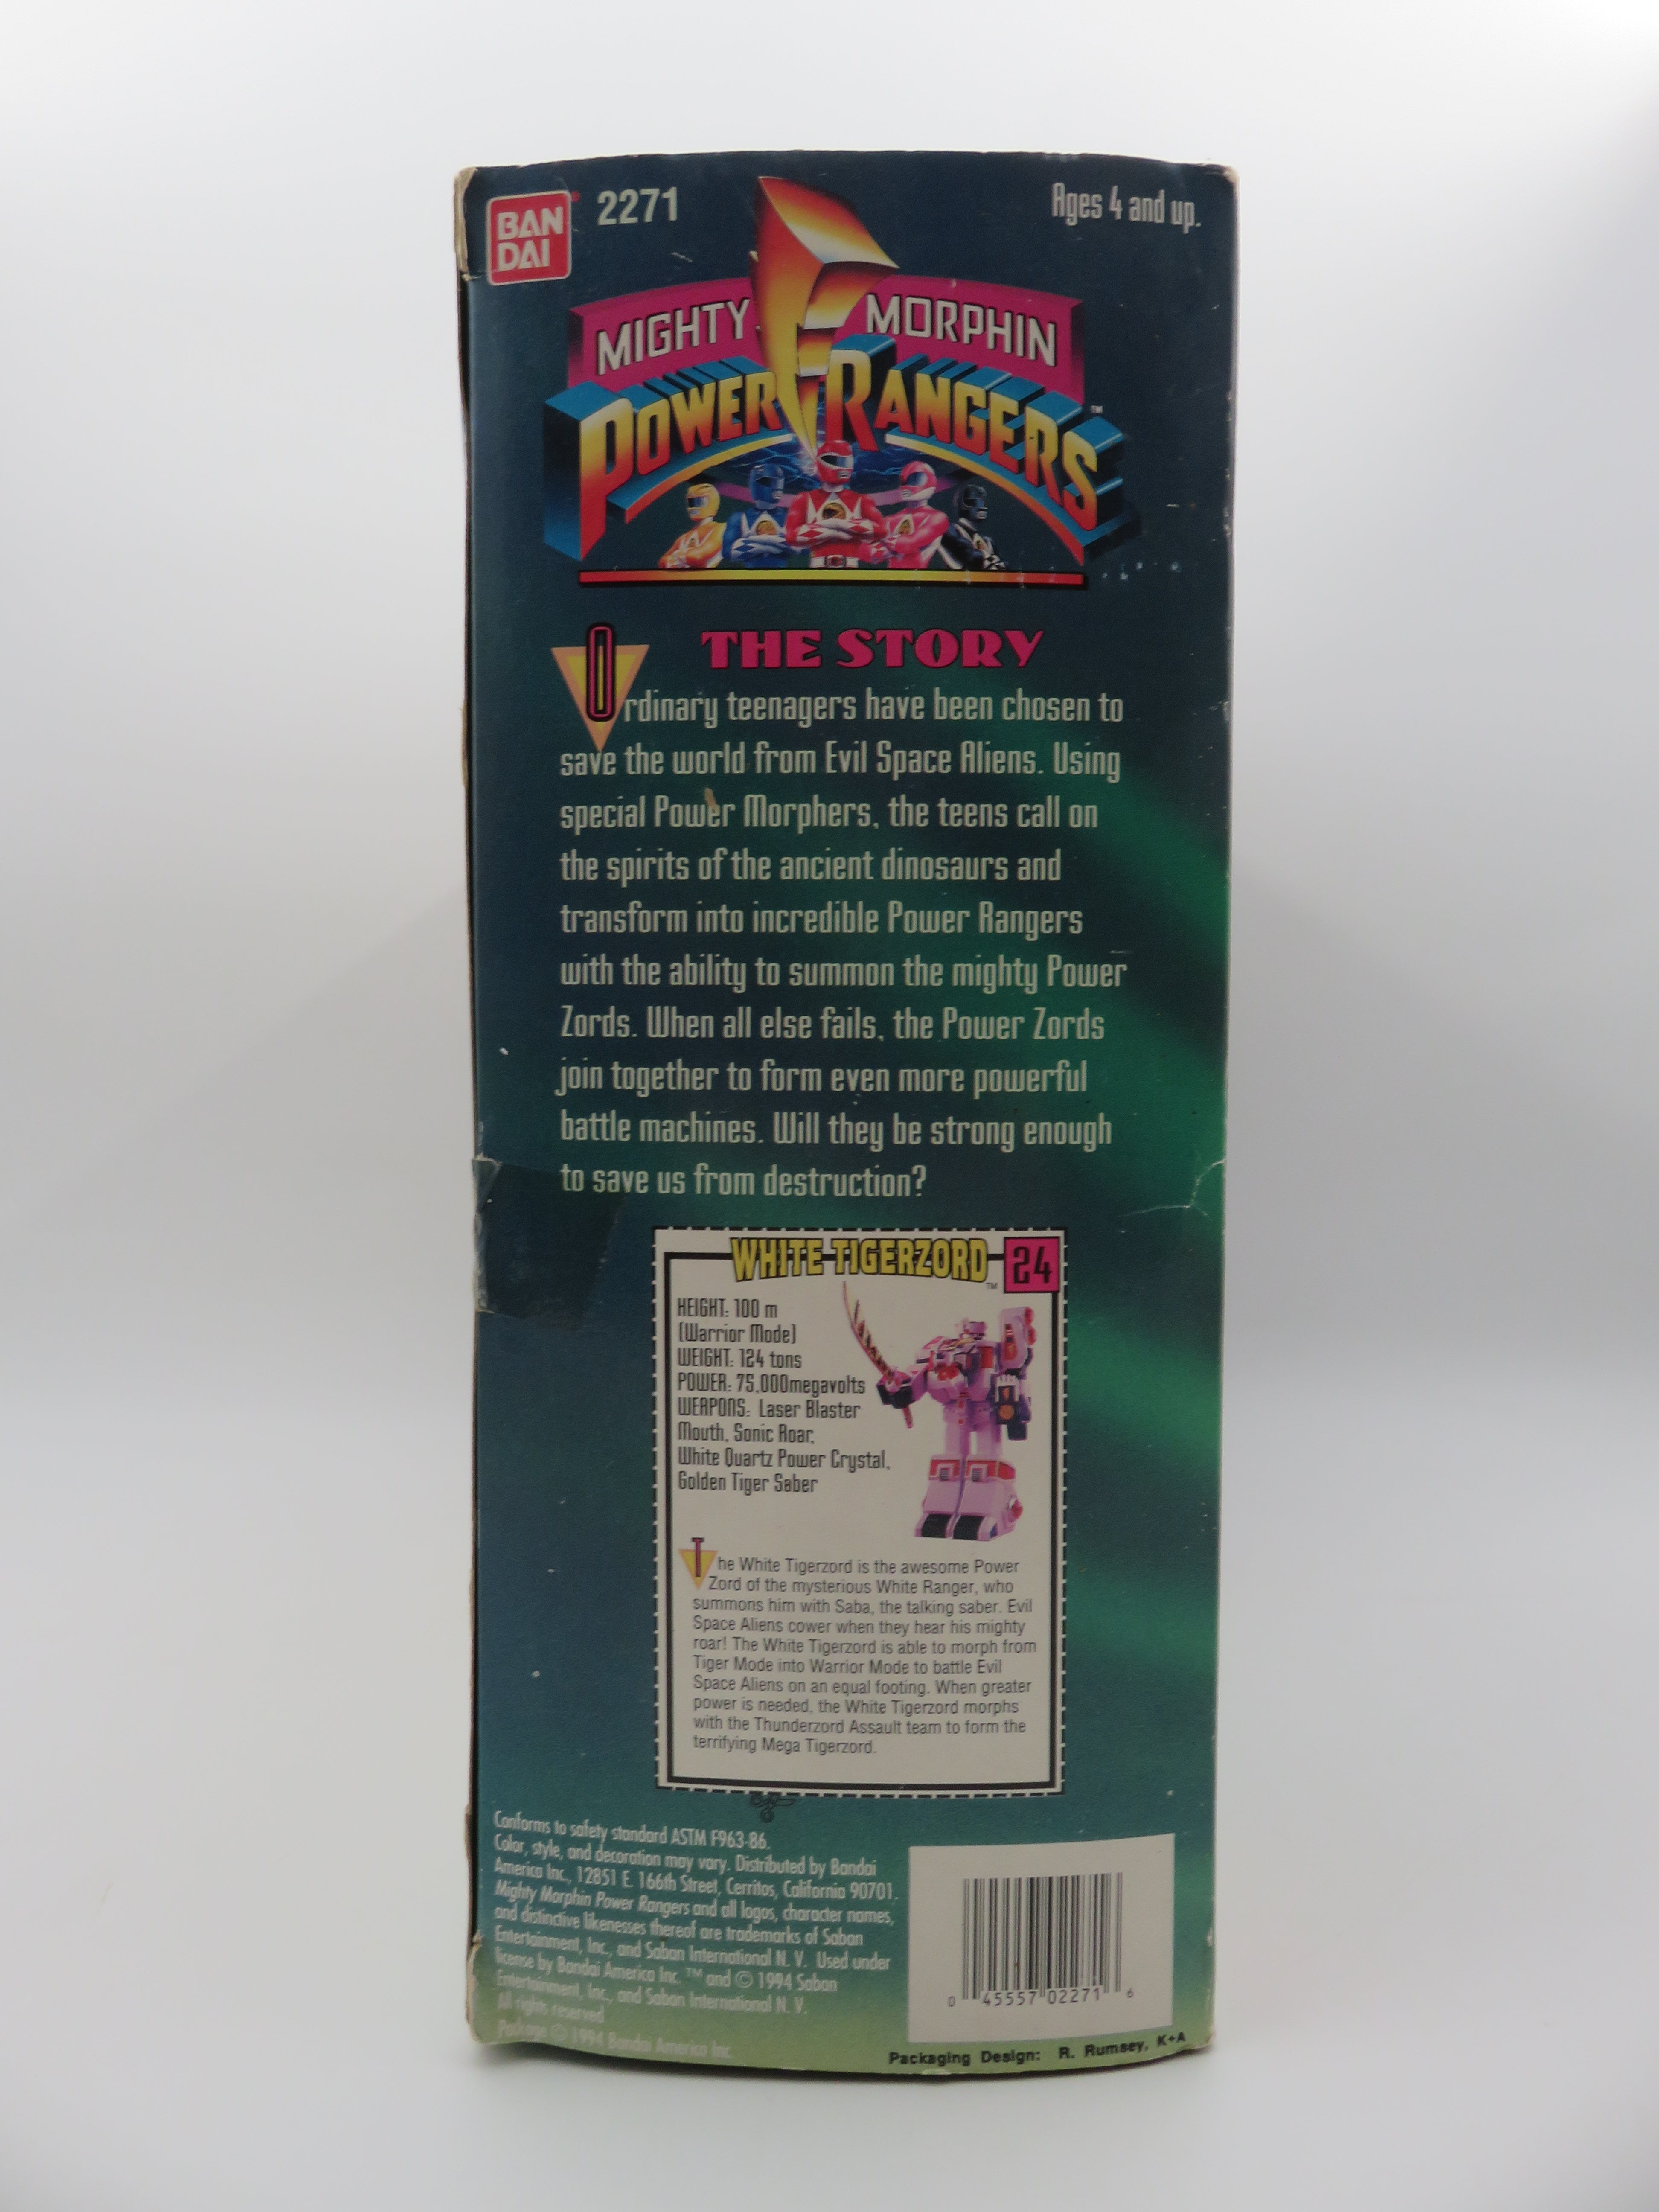 BAN
DAI
2271
Ages 4 and up.
MIGHTY MORPHIN
POWER RANGERS™
THE STORY
Ordinary teenagers have been chosen to
save the world from Evil Space Aliens. Using
special Power Morphers, the teens call on
the spirits of the ancient dinosaurs and
transform into incredible Power Rangers
with the ability to summon the mighty Power
Zords. When all else fails, the Power Zords
join together to form even more powerful
battle machines. Will they be strong enough
to save us from destruction?
WHITE TIGERZORD™ 24
HEIGHT: 100 m
(Warrior Mode)
WEIGHT: 124 tons
POWER: 75,000megavolts
WEAPONS: Laser Blaster
Mouth, Sonic Roar,
White Quartz Power Crystal,
Golden Tiger Saber
The White Tigerzord is the awesome Power
Zord of the mysterious White Ranger, who
summons him with Saba, the talking saber. Evil
Space Aliens cower when they hear his mighty
roar! The White Tigerzord is able to morph from
Tiger Mode into Warrior Mode to battle Evil
Space Aliens on an equal footing. When greater
power is needed, the White Tigerzord morphs
with the Thunderzord Assault team to form the
terrifying Mega Tigerzord.
Conforms to safety standard ASTM F963-86.
Color, style, and decoration may vary. Distributed by Bandai
America Inc., 12851 E. 166th Street, Cerritos, California 90701.
Mighty Morphin Power Rangers and all logos, character names,
and distinctive likenesses thereof are trademarks of Saban
Entertainment, Inc., and Saban International N. V. Used under
license by Bandai America Inc. ™ and © 1994 Saban
Entertainment, Inc., and Saban International N. V.
All rights reserved
Package © 1994 Bandai America Inc.
0 45557 02271 6
Packaging Design: R. Rumsey, K+A